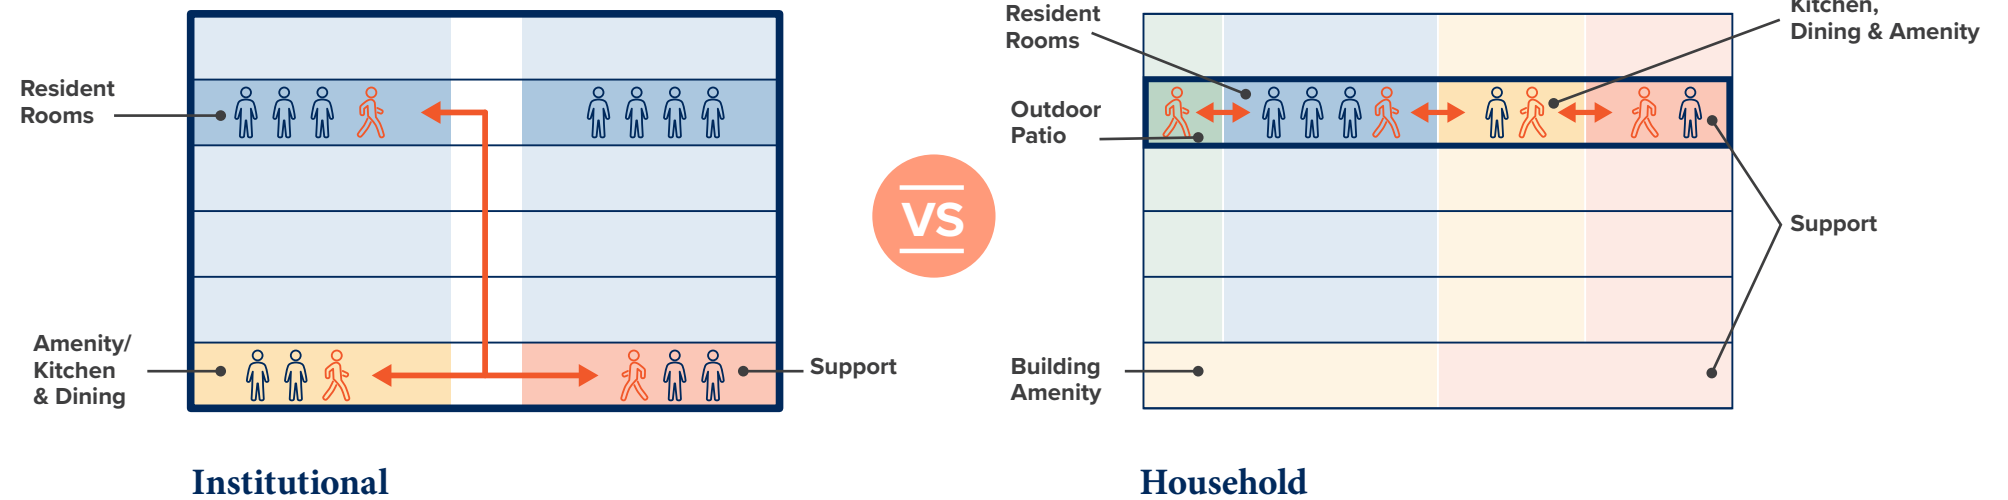 Resident
Rooms
Amenity/
Kitchen
& Dining
Support
Institutional
VS
Resident
Rooms
Outdoor
Patio
Building
Amenity
Kitchen,
Dining & Amenity
Support
Household